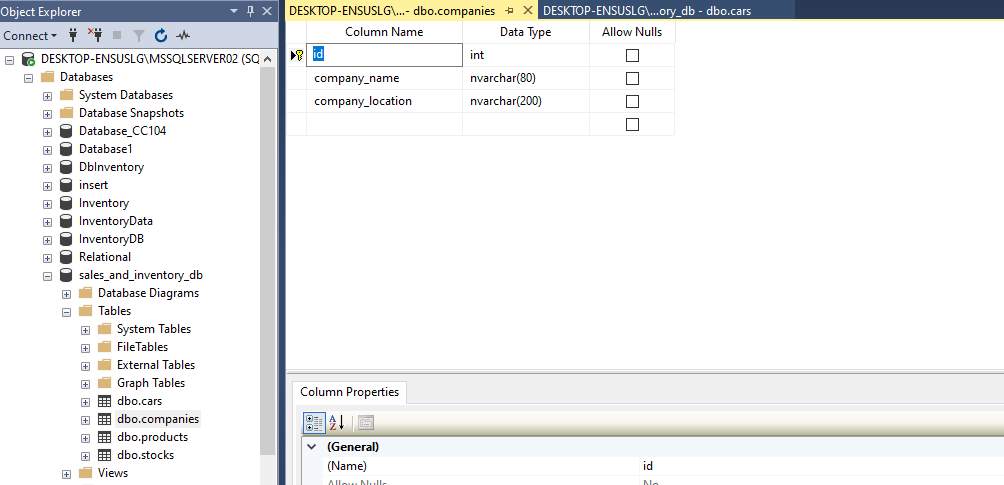 Object Explorer
Connect
DESKTOP-ENSUSLG\MSSQLSERVER02 (SQ
Databases
System Databases
Database Snapshots
Database_CC104
Database1
DbInventory
insert
Inventory
InventoryData
InventoryDB
Relational
sales_and_inventory_db
Database Diagrams
Tables
System Tables
FileTables
External Tables
Graph Tables
dbo.cars
dbo.companies
dbo.products
dbo.stocks
Views
DESKTOP-ENSUSLG\...- dbo.companies DESKTOP-ENSUSLG\...ory_db - dbo.cars
Column Name Data Type Allow Nulls
id int
company_name nvarchar(80)
company_location nvarchar(200)
Column Properties
(General)
(Name) id
Allow Nulls No